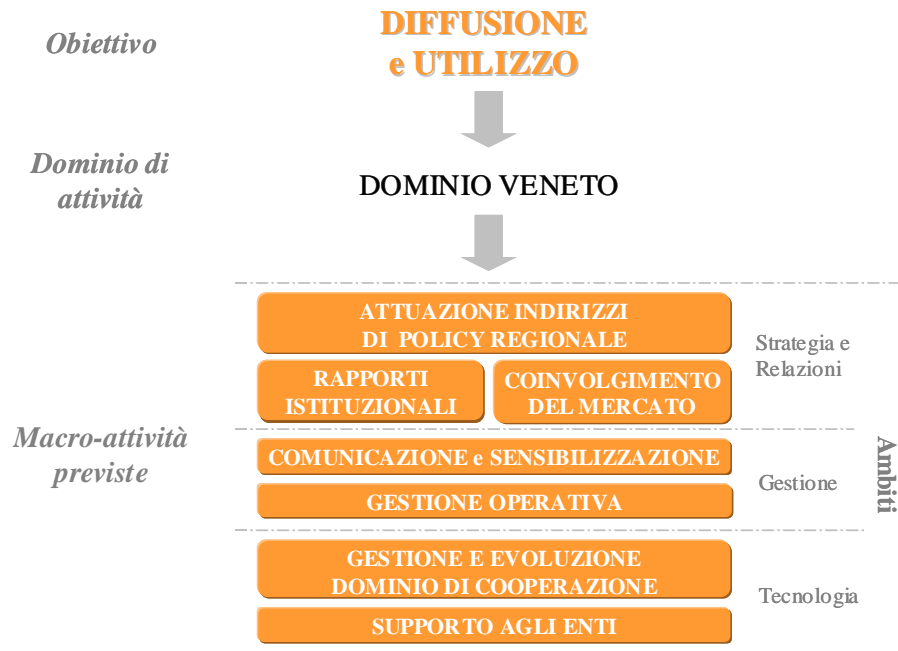 Obiettivo
DIFFUSIONE
e UTILIZZO
Dominio di
attività
DOMINIO VENETO
Macro-attività
previste
ATTUAZIONE INDIRIZZI
DI POLICY REGIONALE
RAPPORTI
ISTITUZIONALI
COINVOLGIMENTO
DEL MERCATO
Strategia e
Relazioni
COMUNICAZIONE e SENSIBILIZZAZIONE
GESTIONE OPERATIVA
Gestione
GESTIONE E EVOLUZIONE
DOMINIO DI COOPERAZIONE
SUPPORTO AGLI ENTI
Tecnologia
Ambiti